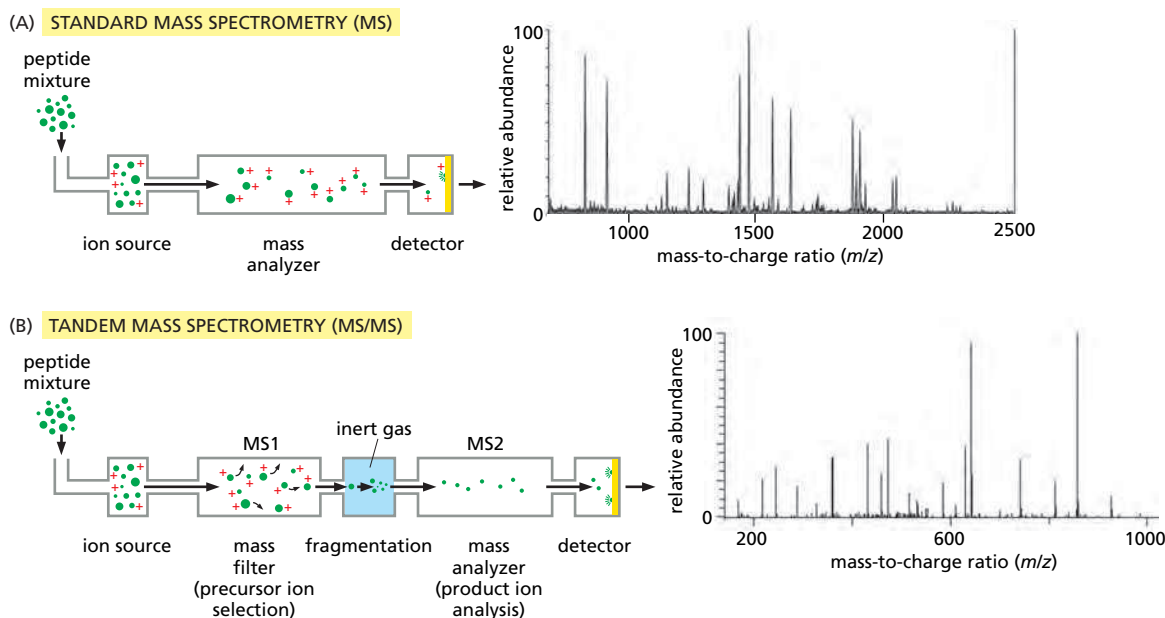 (A) STANDARD MASS SPECTROMETRY (MS)
peptide
mixture
+
ion source
mass
analyzer
detector
relative abundance
100
0
1000
1500
2000
2500
mass-to-charge ratio (m/z)
(B) TANDEM MASS SPECTROMETRY (MS/MS)
peptide
mixture
MS1
inert gas
MS2
+
ion source
mass
filter
(precursor ion
selection)
fragmentation
mass
analyzer
(product ion
analysis)
detector
relative abundance
100
0
200
600
1000
mass-to-charge ratio (m/z)